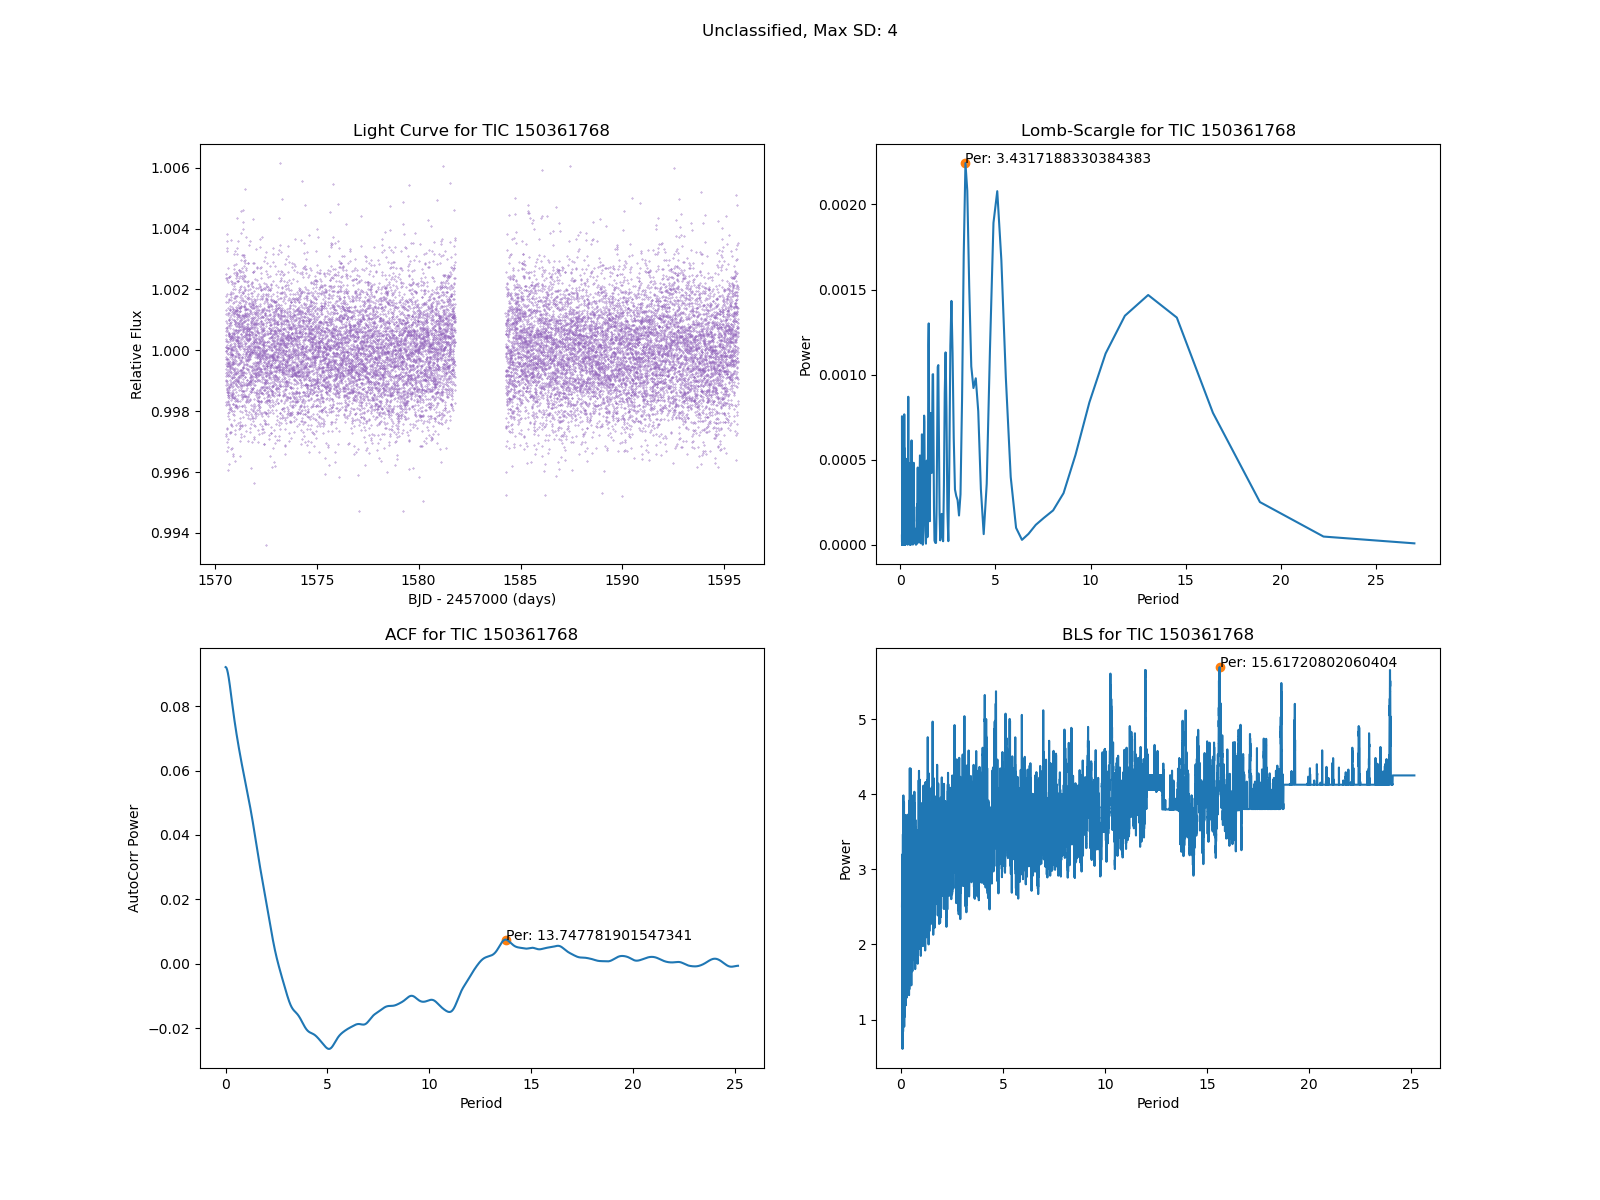 Unclassified, Max SD: 4
Light Curve for TIC 150361768
1.006
1.004
1.002
1.000
0.998
0.996
0.994
Relative Flux
1570
1575
1580
1585
1590
1595
BJD - 2457000 (days)
Lomb-Scargle for TIC 150361768
Per: 3.4317188330384383
0.0020
0.0015
0.0010
0.0005
0.0000
Power
0
5
10
15
20
25
Period
ACF for TIC 150361768
Per: 13.747781901547341
0.08
0.06
0.04
0.02
0.00
−0.02
AutoCorr Power
0
5
10
15
20
25
Period
BLS for TIC 150361768
Per: 15.61720802060404
5
4
3
2
1
Power
0
5
10
15
20
25
Period